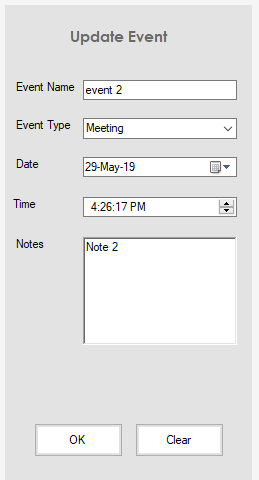 Update Event
Event Name event 2
Event Type Meeting
Date 29-May-19
Time 4:26:17 PM
Notes Note 2
OK Clear